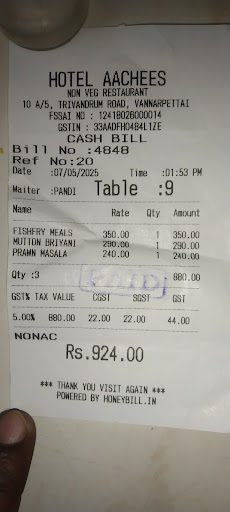 HOTEL AACHEES
NON VEG RESTAURANT
10 A/5, TRIVANDRUM ROAD, VANNARPETTAI
FSSAI NO : 12418026000014
GSTIN : 33AADFH0484L1ZE
CASH BILL
Bill No :4848
Ref No:20
Date :07/05/2025 Time :01:53 PM
Waiter :PANDI Table :9
Name Rate Qty Amount
FISHERY MEALS 350.00 1 350.00
MUTTON BRIYANI 290.00 1 290.00
PRAWN MASALA 240.00 1 240.00
Qty :3 880.00
PAID
GST% TAX VALUE CGST SGST GST
5.00% 880.00 22.00 22.00 44.00
NONAC
Rs.924.00
*** THANK YOU VISIT AGAIN ***
POWERED BY HONEYBILL.IN